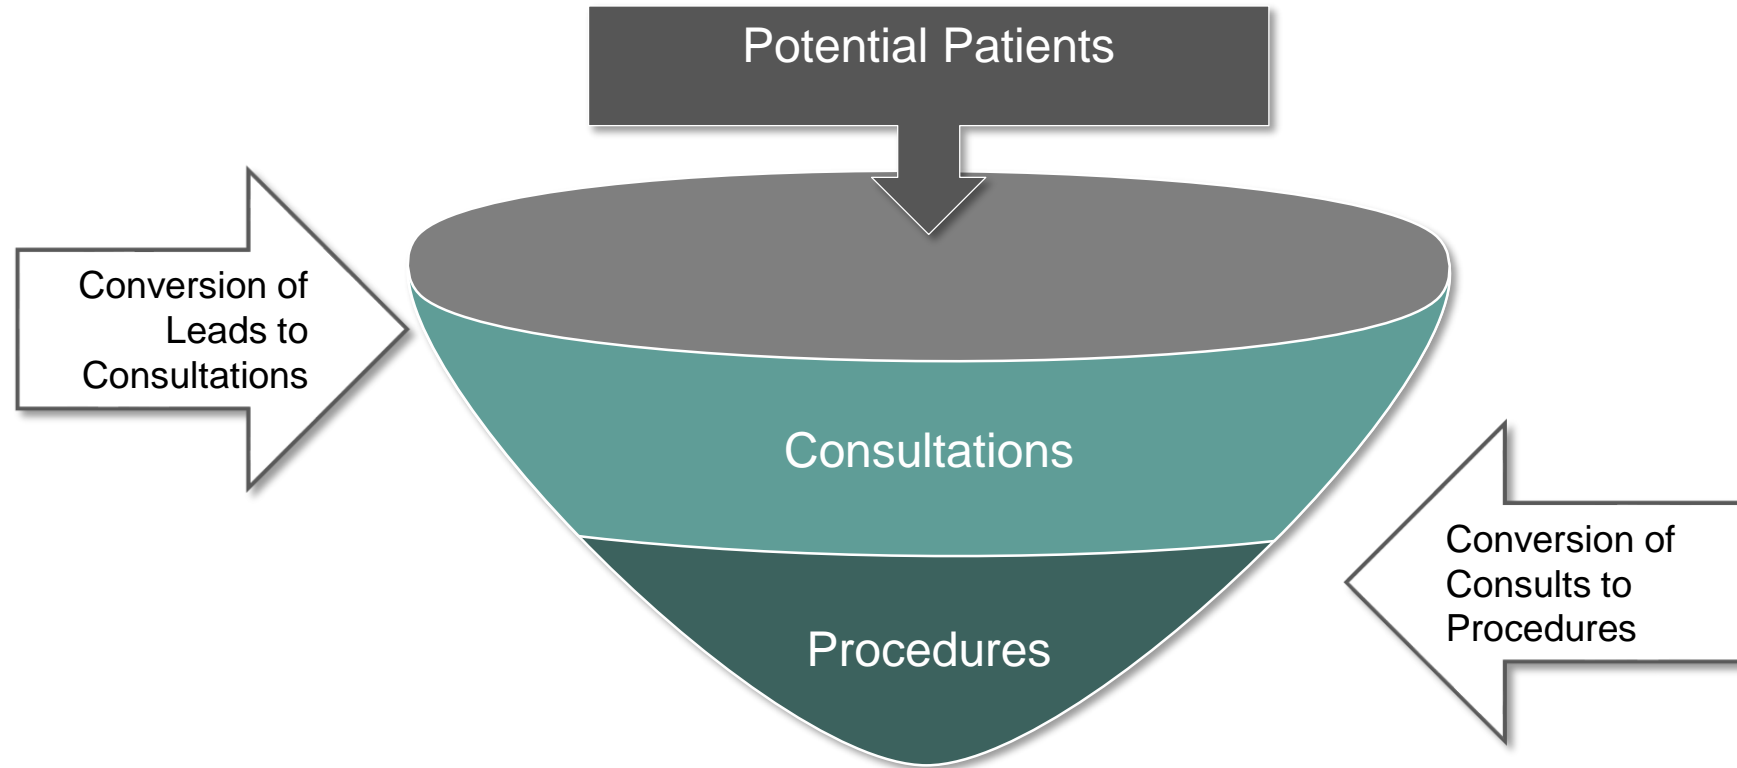 Potential Patients
Conversion of
Leads to
Consultations
Consultations
Conversion of
Consults to
Procedures
Procedures